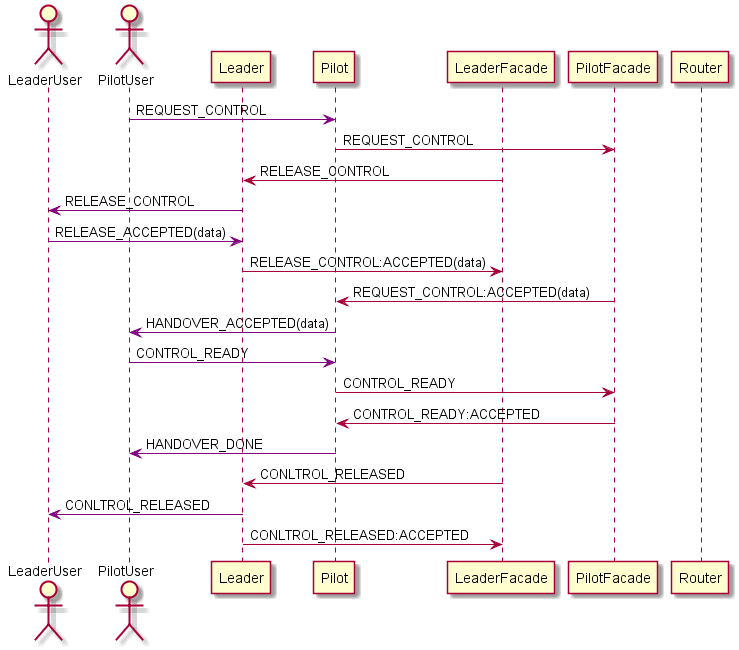 LeaderUser PilotUser Leader Pilot LeaderFacade PilotFacade Router
REQUEST_CONTROL
REQUEST_CONTROL
RELEASE_CONTROL
RELEASE_CONTROL
RELEASE_ACCEPTED(data)
RELEASE_CONTROL:ACCEPTED(data)
REQUEST_CONTROL:ACCEPTED(data)
HANDOVER_ACCEPTED(data)
CONTROL_READY
CONTROL_READY
CONTROL_READY:ACCEPTED
HANDOVER_DONE
CONLTROL_RELEASED
CONLTROL_RELEASED
CONLTROL_RELEASED:ACCEPTED
LeaderUser PilotUser Leader Pilot LeaderFacade PilotFacade Router